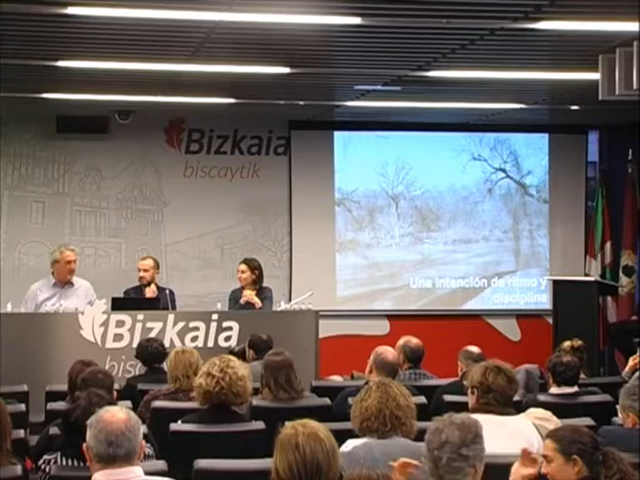 Bizkaia
biscaytik
Una intención de ritmo y
disciplina
Bizkaia